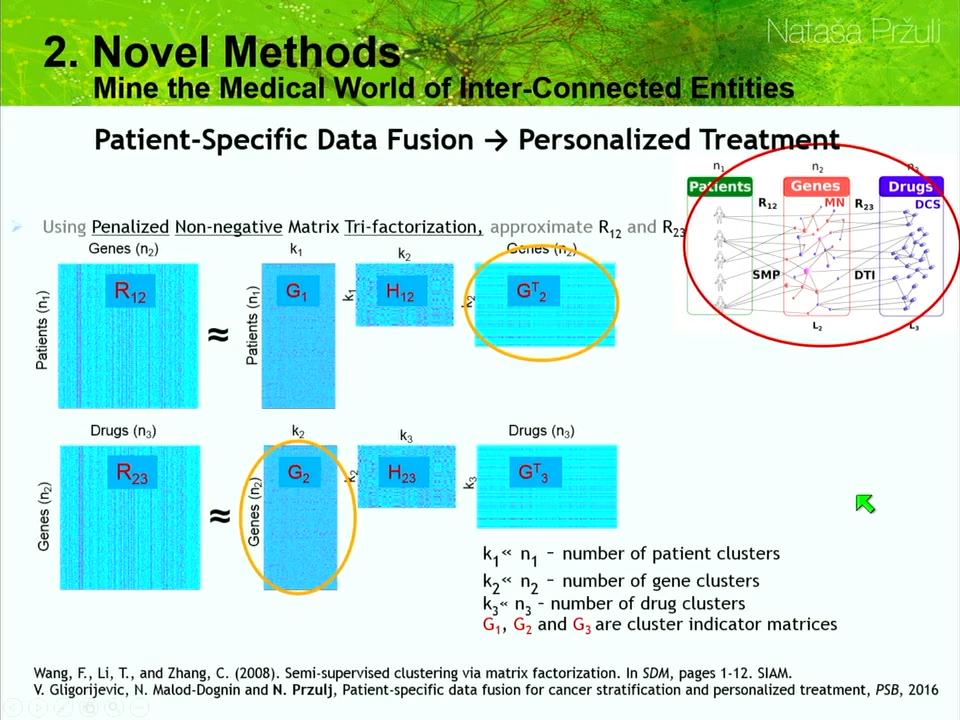 Nataša Pržulj
2. Novel Methods
Mine the Medical World of Inter-Connected Entities
Patient-Specific Data Fusion → Personalized Treatment
n1 n2 n3
Patients Genes Drugs
R12 MN R23 DCS
SMP DTI
L2 L3
Using Penalized Non-negative Matrix Tri-factorization, approximate R12 and R23
Genes (n2) k1 k2 Genes (n2)
Patients (n1) R12 ≈ Patients (n1) G1 k1 H12 k2 GT2
Drugs (n3) k2 k3 Drugs (n3)
Genes (n2) R23 ≈ Genes (n2) G2 k2 H23 k3 GT3
k1 « n1 – number of patient clusters
k2 « n2 – number of gene clusters
k3 « n3 – number of drug clusters
G1, G2 and G3 are cluster indicator matrices
Wang, F., Li, T., and Zhang, C. (2008). Semi-supervised clustering via matrix factorization. In SDM, pages 1-12. SIAM.
V. Gligorijevic, N. Malod-Dognin and N. Przulj, Patient-specific data fusion for cancer stratification and personalized treatment, PSB, 2016